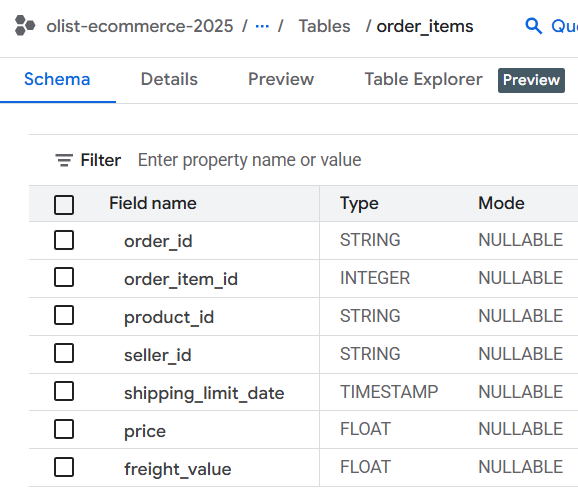 olist-ecommerce-2025 / ... / Tables / order_items
Schema Details Preview Table Explorer Preview
Filter Enter property name or value
Field name Type Mode
order_id STRING NULLABLE
order_item_id INTEGER NULLABLE
product_id STRING NULLABLE
seller_id STRING NULLABLE
shipping_limit_date TIMESTAMP NULLABLE
price FLOAT NULLABLE
freight_value FLOAT NULLABLE